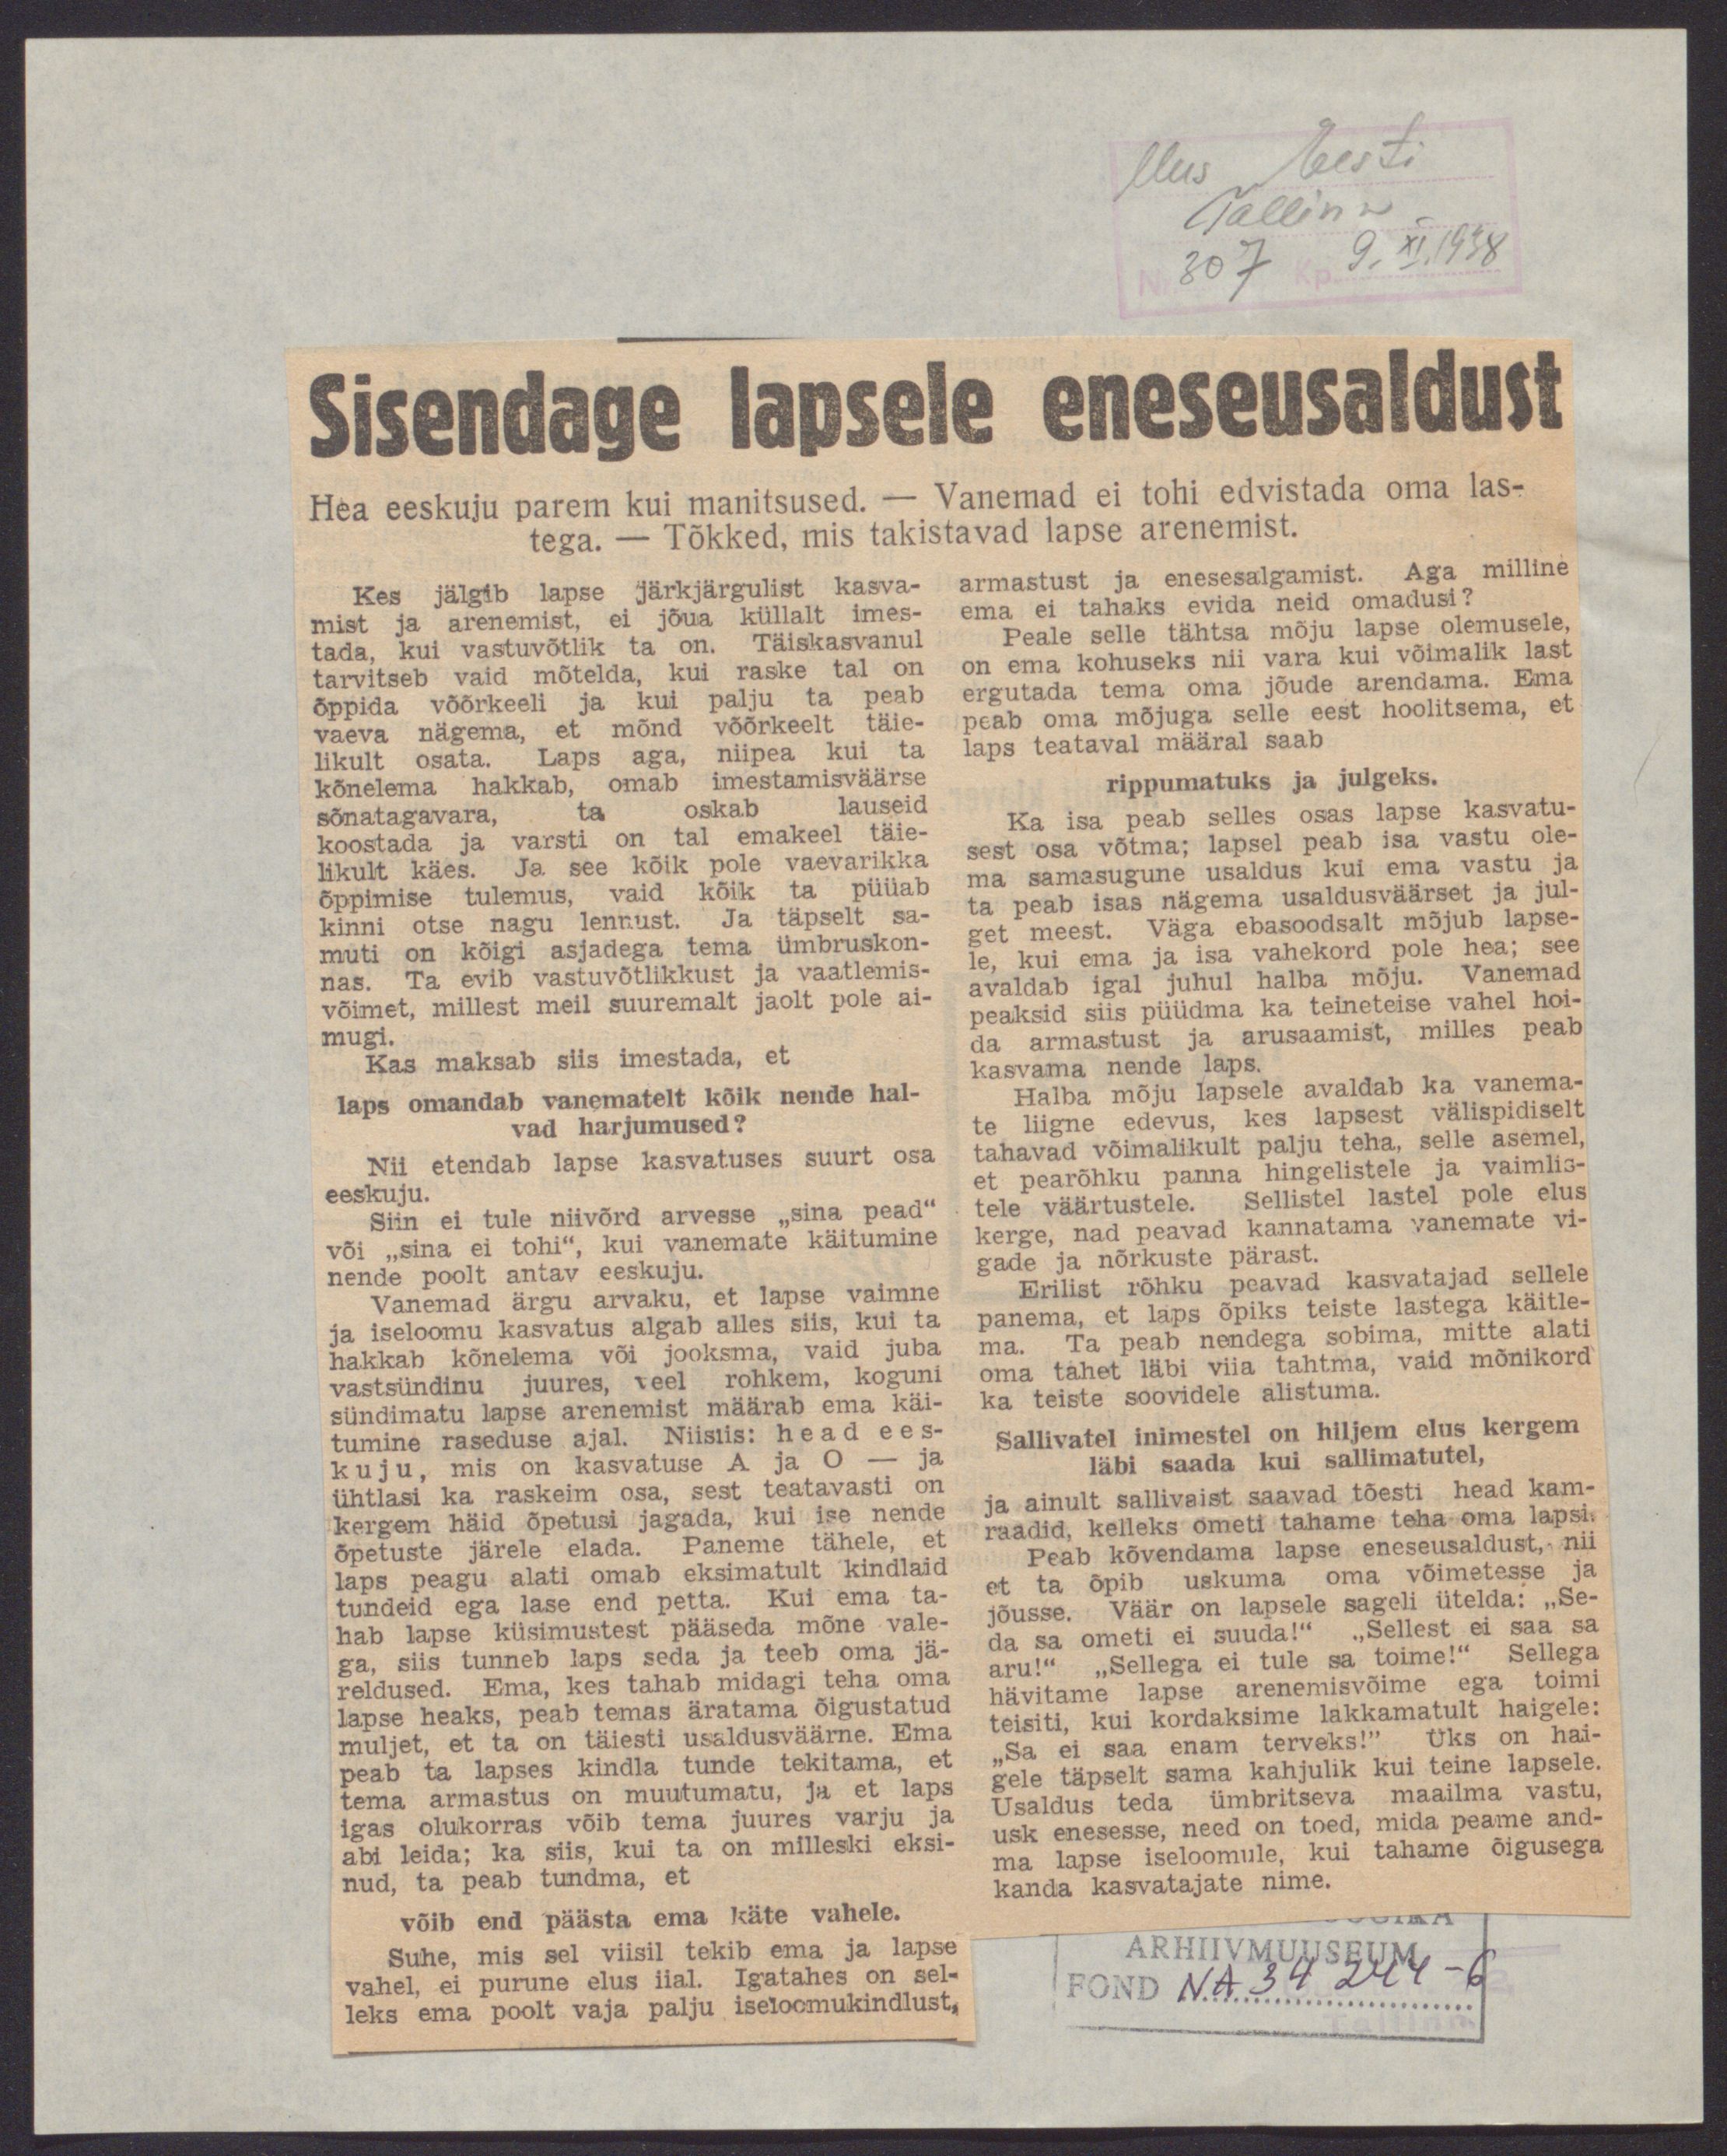 Uus Eesti
Tallinn
Nr. 307 Kp. 9. XI. 1938
Sisendage lapsele eneseusaldust
Hea eeskuju parem kui manitsused. — Vanemad ei tohi edvistada oma las-
tega. — Tõkked, mis takistavad lapse arenemist.
Kes jälgib lapse järkjärgulist kasva-
mist ja arenemist, ei jõua küllalt imes-
tada, kui vastuvõtlik ta on. Täiskasvanul
tarvitseb vaid mõtelda, kui raske tal on
õppida võõrkeeli ja kui palju ta peab
vaeva nägema, et mõnd võõrkeelt täie-
likult osata. Laps aga, niipea kui ta
kõnelema hakkab, omab imestamisväärse
sõnatagavara, ta oskab lauseid
koostada ja varsti on tal emakeel täie-
likult käes. Ja see kõik pole vaevarikka
õppimise tulemus, vaid kõik ta püüab
kinni otse nagu lennust. Ja täpselt sa-
muti on kõigi asjadega tema ümbruskon-
nas. Ta evib vastuvõtlikkust ja vaatlemis-
võimet, millest meil suuremalt jaolt pole ai-
mugi.
Kas maksab siis imestada, et
laps omandab vanematelt kõik nende hal-
vad harjumused?
Nii etendab lapse kasvatuses suurt osa
eeskuju.
Siin ei tule niivõrd arvesse „sina pead“
või „sina ei tohi“, kui vanemate käitumine
nende poolt antav eeskuju.
Vanemad ärgu arvaku, et lapse vaimne
ja iseloomu kasvatus algab alles siis, kui ta
hakkab kõnelema või jooksma, vaid juba
vastsündinu juures, veel rohkem, koguni
sündimatu lapse arenemist määrab ema käi-
tumine raseduse ajal. Niisiis: head ees-
kuju, mis on kasvatuse A ja O — ja
ühtlasi ka raskeim osa, sest teatavasti on
kergem häid õpetusi jagada, kui ise nende
õpetuste järele elada. Paneme tähele, et
laps peagu alati omab eksimatult kindlaid
tundeid ega lase end petta. Kui ema ta-
hab lapse küsimustest pääseda mõne vale-
ga, siis tunneb laps seda ja teeb oma jä-
reldused. Ema, kes tahab midagi teha oma
lapse heaks, peab temas äratama õigustatud
muljet, et ta on täiesti usaldusväärne. Ema
peab ta lapses kindla tunde tekitama, et
tema armastus on muutumatu, ja et laps
igas olukorras võib tema juures varju ja
abi leida; ka siis, kui ta on milleski eksi-
nud, ta peab tundma, et
võib end päästa ema käte vahele.
Suhe, mis sel viisil tekib ema ja lapse
vahel, ei purune elus iial. Igatahes on sel-
leks ema poolt vaja palju iseloomukindlust,
armastust ja enesesalgamist. Aga milline
ema ei tahaks evida neid omadusi?
Peale selle tähtsa mõju lapse olemusele,
on ema kohuseks nii vara kui võimalik last
ergutada tema oma jõude arendama. Ema
peab oma mõjuga selle eest hoolitsema, et
laps teataval määral saab
rippumatuks ja julgeks.
Ka isa peab selles osas lapse kasvatu-
sest osa võtma; lapsel peab isa vastu ole-
ma samasugune usaldus kui ema vastu ja
ta peab isas nägema usaldusväärset ja jul-
get meest. Väga ebasoodsalt mõjub lapse-
le, kui ema ja isa vahekord pole hea; see
avaldab igal juhul halba mõju. Vanemad
peaksid siis püüdma ka teineteise vahel hoi-
da armastust ja arusaamist, milles peab
kasvama nende laps.
Halba mõju lapsele avaldab ka vanema-
te liigne edevus, kes lapsest välispidiselt
tahavad võimalikult palju teha, selle asemel,
et pearõhku panna hingelistele ja vaimlis-
tele väärtustele. Sellistel lastel pole elus
kerge, nad peavad kannatama vanemate vi-
gade ja nõrkuste pärast.
Erilist rõhku peavad kasvatajad sellele
panema, et laps õpiks teiste lastega käitle-
ma. Ta peab nendega sobima, mitte alati
oma tahet läbi viia tahtma, vaid mõnikord
ka teiste soovidele alistuma.
Sallivatel inimestel on hiljem elus kergem
läbi saada kui sallimatutel,
ja ainult sallivaist saavad tõesti head kam-
raadid, kelleks ometi tahame teha oma lapsi.
Peab kõvendama lapse eneseusaldust, nii
et ta õpib uskuma oma võimetesse ja
jõusse. Väär on lapsele sageli ütelda: „Se-
da sa ometi ei suuda!“ „Sellest ei saa sa
aru!“ „Sellega ei tule sa toime!“ Sellega
hävitame lapse arenemisvõime ega toimi
teisiti, kui kordaksime lakkamatult haigele:
„Sa ei saa enam terveks!” Üks on hai-
gele täpselt sama kahjulik kui teine lapsele.
Usaldus teda ümbritseva maailma vastu,
usk enesesse, need on toed, mida peame and-
ma lapse iseloomule, kui tahame õigusega
kanda kasvatajate nime.
ARHIIVMUUSEUM
FOND N.A 34 244-6
Tallinn